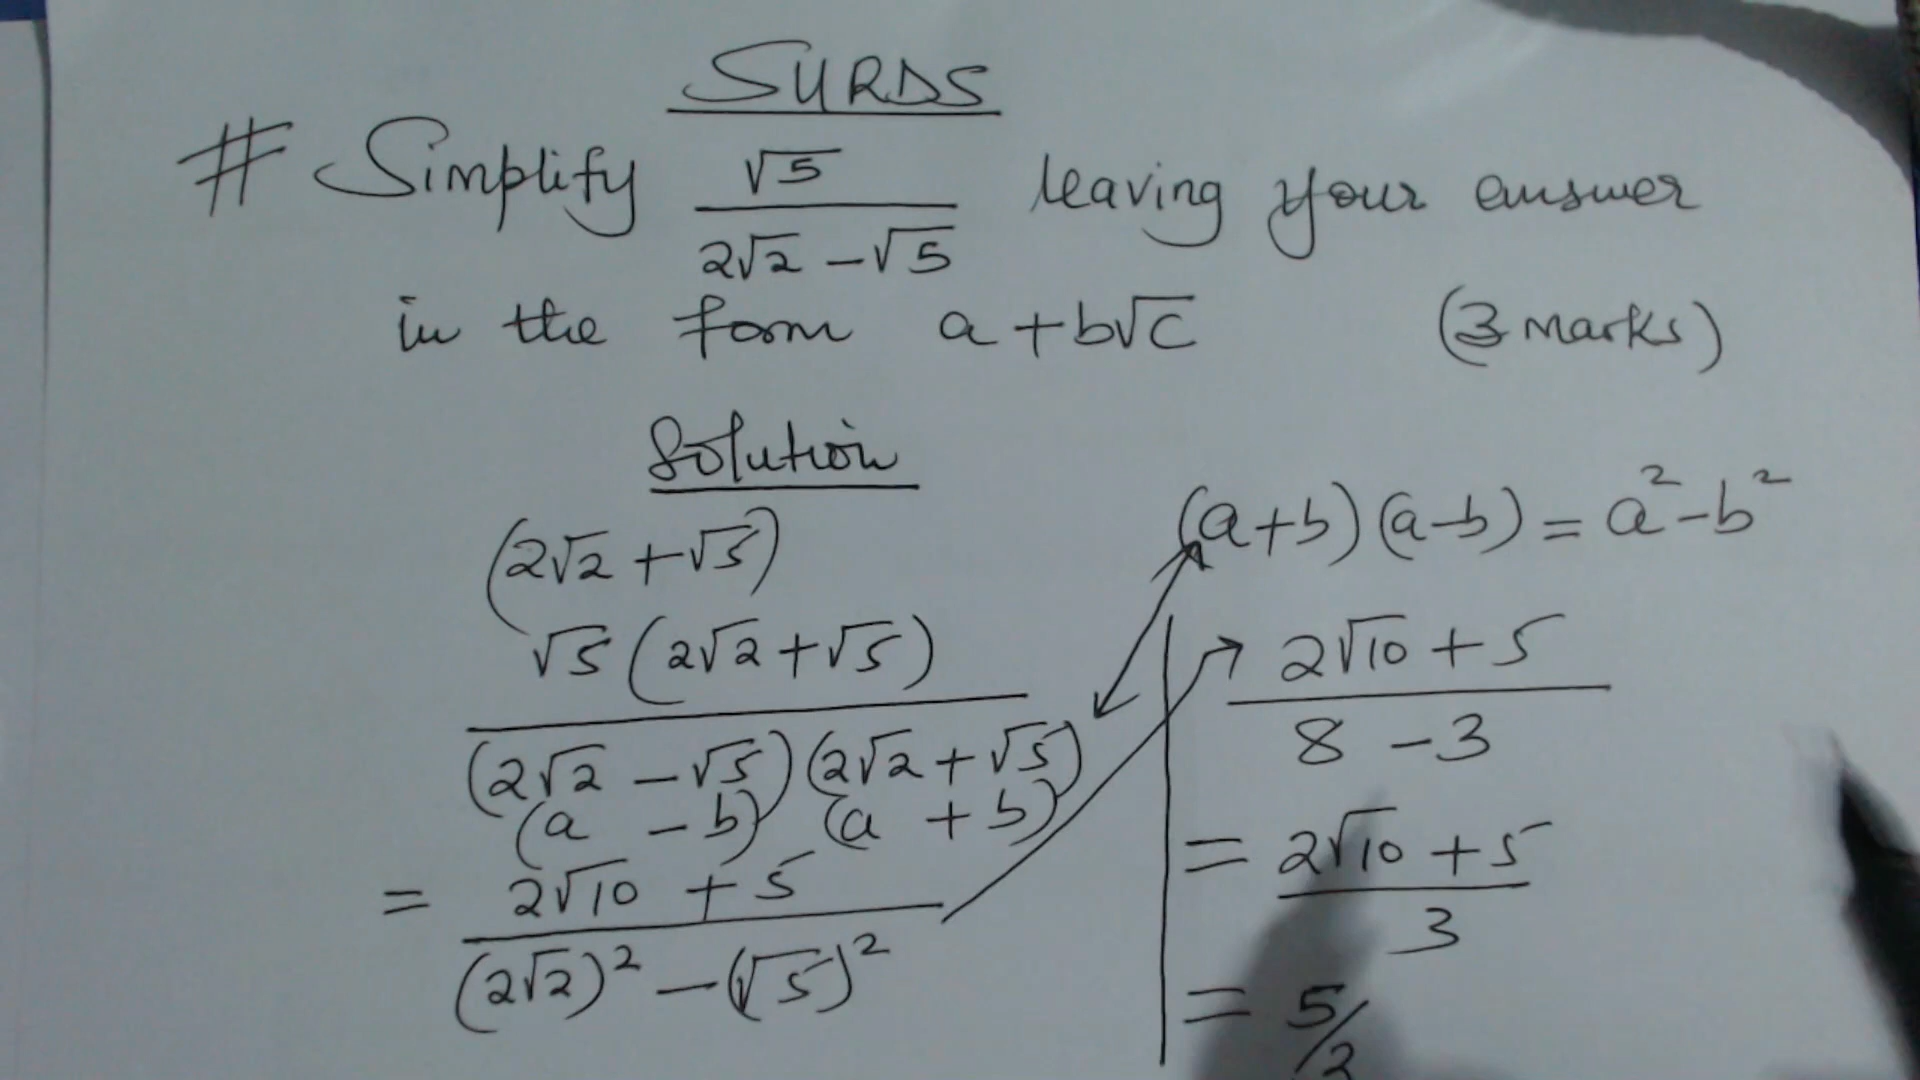 SURDS
# Simplify √5 / (2√2 - √5) leaving your answer
in the form a + b√c (3 marks)
Solution
(2√2 + √5)
√5 (2√2 + √5)
(2√2 - √5)(2√2 + √5)
(a - b) (a + b)
= 2√10 + 5
(2√2)² - (√5)²
(a+b)(a-b) = a² - b²
2√10 + 5
8 - 3
= 2√10 + 5
3
= 5/